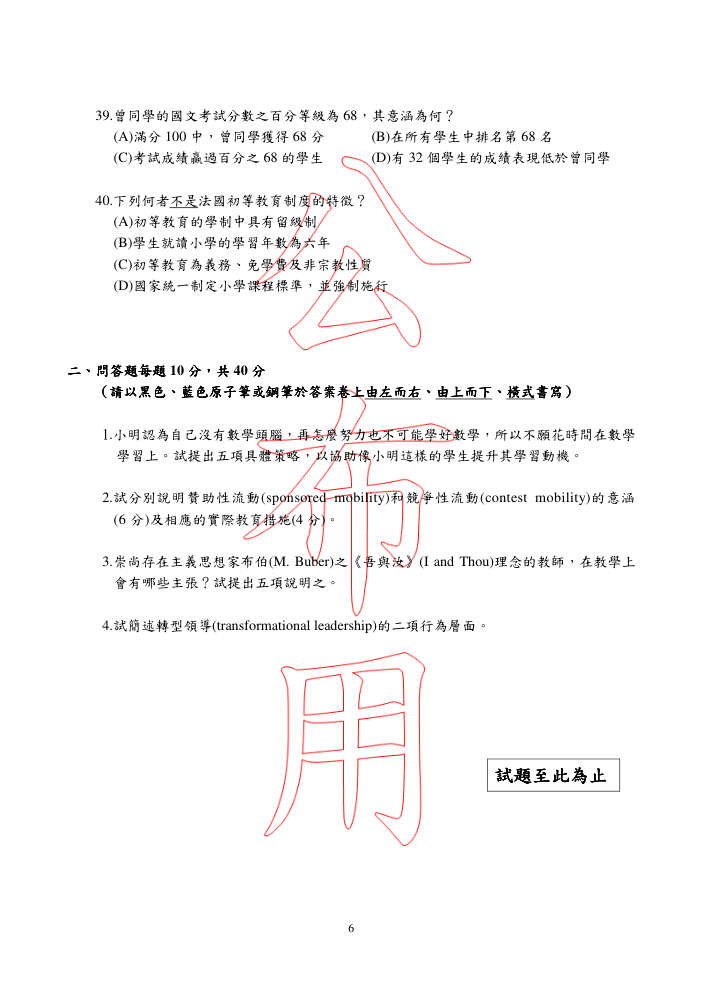 39.曾同學的國文考試分數之百分等級為 68，其意涵為何？
(A)滿分 100 中，曾同學獲得 68 分 (B)在所有學生中排名第 68 名
(C)考試成績贏過百分之 68 的學生 (D)有 32 個學生的成績表現低於曾同學
40.下列何者不是法國初等教育制度的特徵？
(A)初等教育的學制中具有留級制
(B)學生就讀小學的學習年數為六年
(C)初等教育為義務、免學費及非宗教性質
(D)國家統一制定小學課程標準，並強制施行
二、問答題每題 10 分，共 40 分
（請以黑色、藍色原子筆或鋼筆於答案卷上由左而右、由上而下、橫式書寫）
1.小明認為自己沒有數學頭腦，再怎麼努力也不可能學好數學，所以不願花時間在數學
學習上。試提出五項具體策略，以協助像小明這樣的學生提升其學習動機。
2.試分別說明贊助性流動(sponsored mobility)和競爭性流動(contest mobility)的意涵
(6 分)及相應的實際教育措施(4 分)。
3.崇尚存在主義思想家布伯(M. Buber)之《吾與汝》(I and Thou)理念的教師，在教學上
會有哪些主張？試提出五項說明之。
4.試簡述轉型領導(transformational leadership)的二項行為層面。
試題至此為止
公布用
6